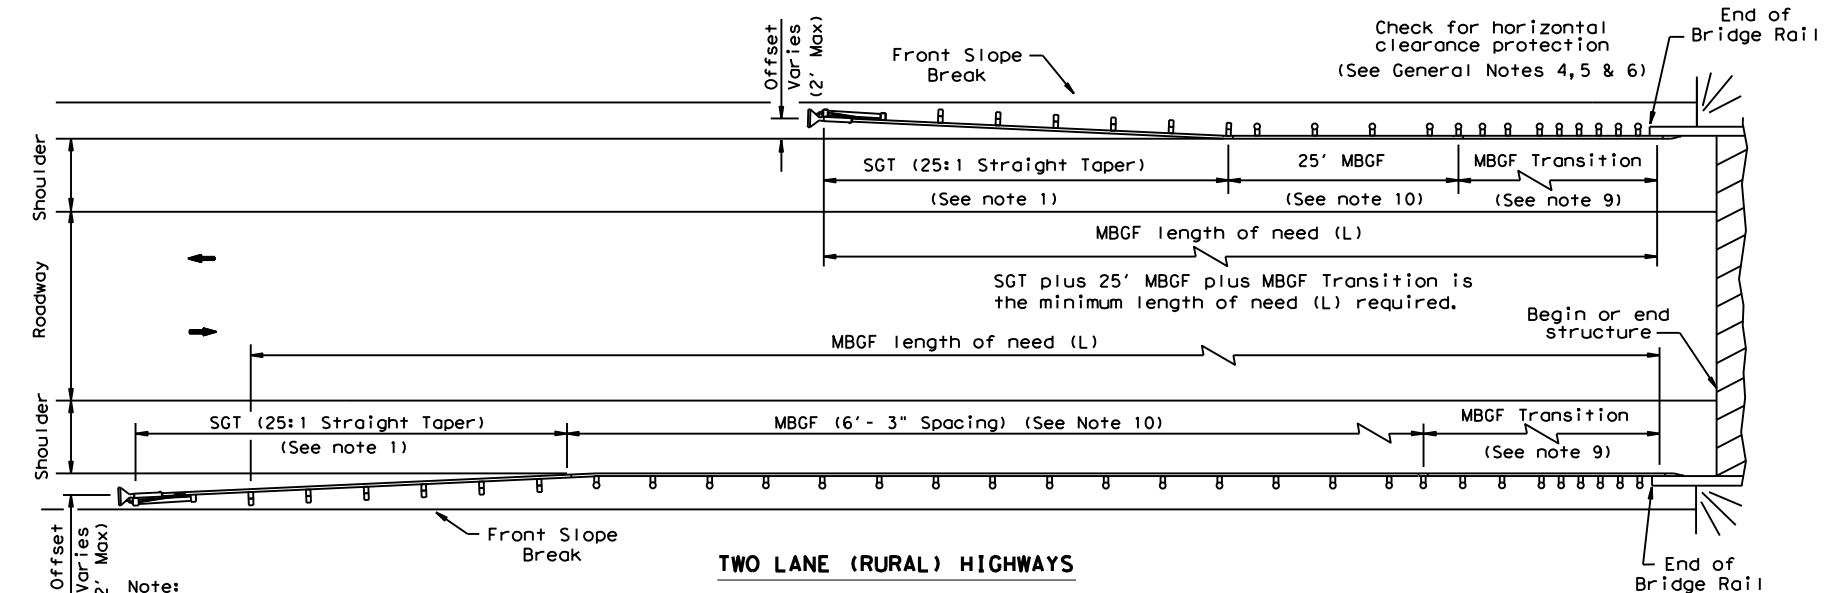 Offset
Varies
(2' Max)
Front Slope
Break
Check for horizontal
clearance protection
(See General Notes 4,5 & 6)
End of
Bridge Rail
Shoulder
SGT (25:1 Straight Taper)
(See note 1)
25' MBGF
(See note 10)
MBGF Transition
(See note 9)
MBGF length of need (L)
SGT plus 25' MBGF plus MBGF Transition is
the minimum length of need (L) required.
Roadway
Begin or end
structure
MBGF length of need (L)
Shoulder
SGT (25:1 Straight Taper)
(See note 1)
MBGF (6'- 3" Spacing) (See Note 10)
MBGF Transition
(See note 9)
Front Slope
Break
Offset
Varies
2' Max)
Note:
TWO LANE (RURAL) HIGHWAYS
End of
Bridge Rail